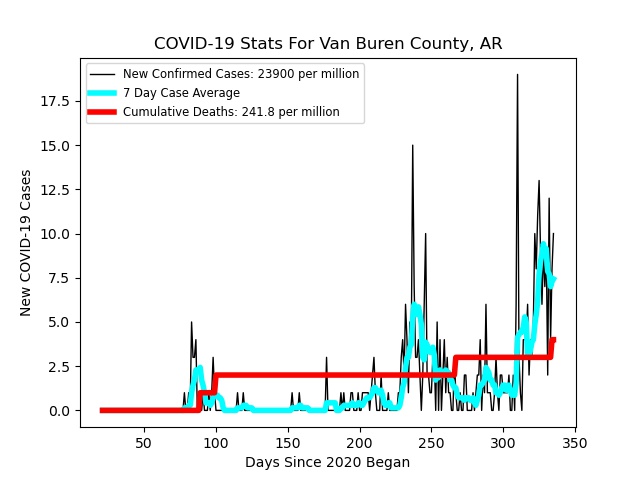 COVID-19 Stats For Van Buren County, AR
New Confirmed Cases: 23900 per million
7 Day Case Average
Cumulative Deaths: 241.8 per million
New COVID-19 Cases
17.5
15.0
12.5
10.0
7.5
5.0
2.5
0.0
50 100 150 200 250 300 350
Days Since 2020 Began